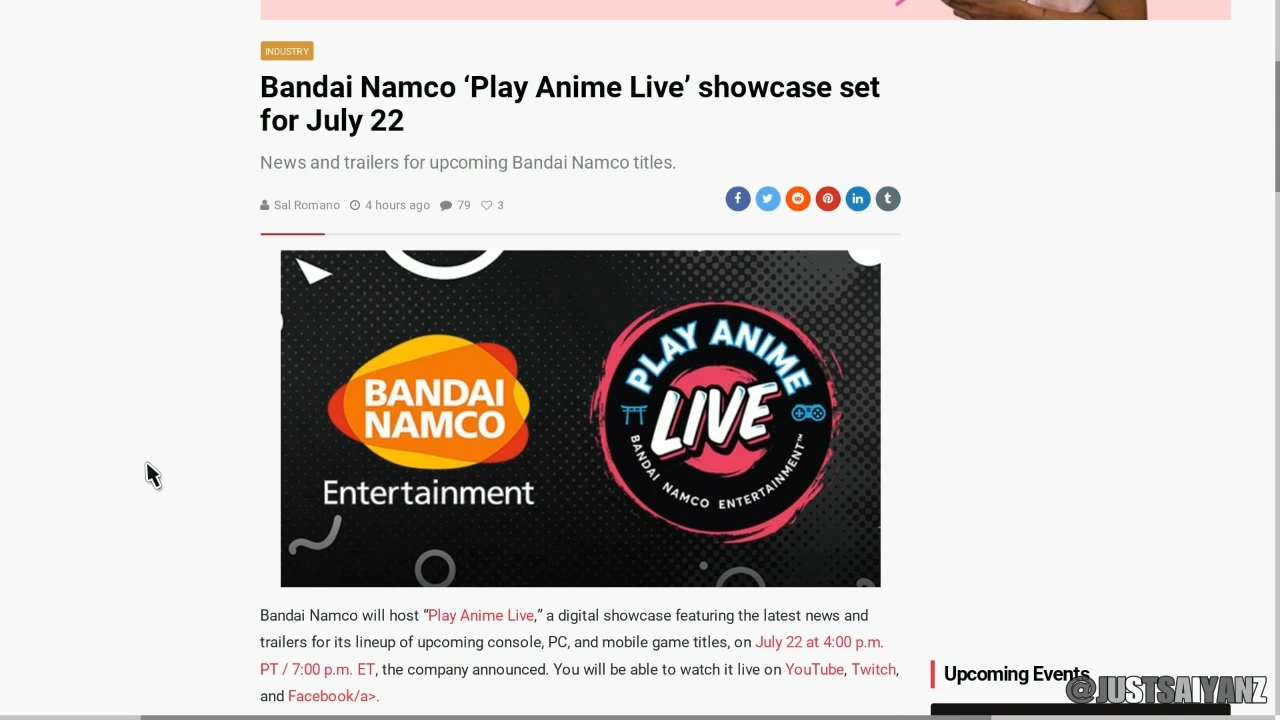 INDUSTRY
Bandai Namco ‘Play Anime Live’ showcase set
for July 22
News and trailers for upcoming Bandai Namco titles.
Sal Romano 4 hours ago 79 3
PLAY ANIME
LIVE
BANDAI NAMCO ENTERTAINMENT™
BANDAI
NAMCO
Entertainment
Bandai Namco will host “Play Anime Live,” a digital showcase featuring the latest news and
trailers for its lineup of upcoming console, PC, and mobile game titles, on July 22 at 4:00 p.m.
PT / 7:00 p.m. ET, the company announced. You will be able to watch it live on YouTube, Twitch,
and Facebook/a>.
Upcoming Events
@JUSTSAIYANZ